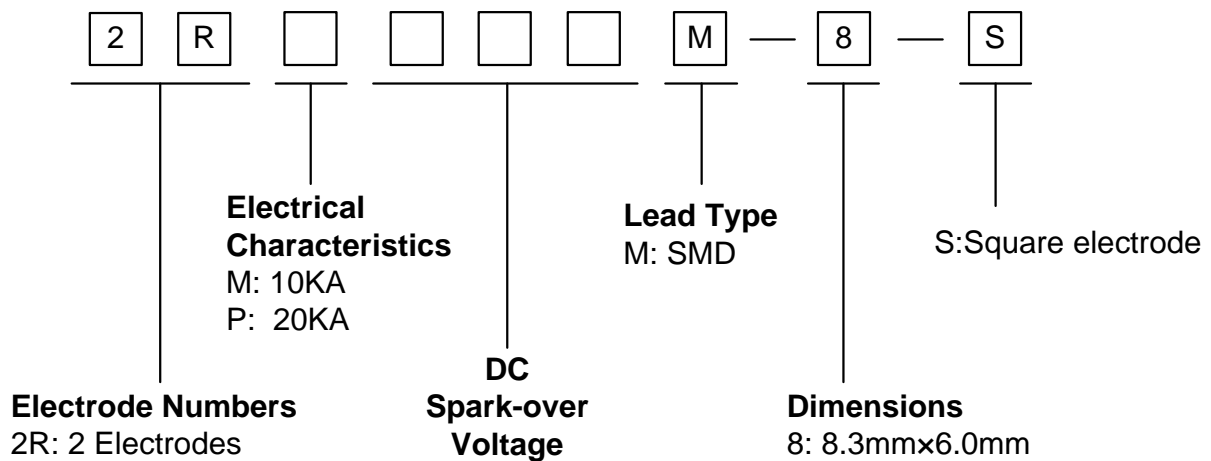 2 R M — 8 — S
Electrical
Characteristics
M: 10KA
P: 20KA
Lead Type
M: SMD
S:Square electrode
DC
Spark-over
Voltage
Electrode Numbers
2R: 2 Electrodes
Dimensions
8: 8.3mm×6.0mm